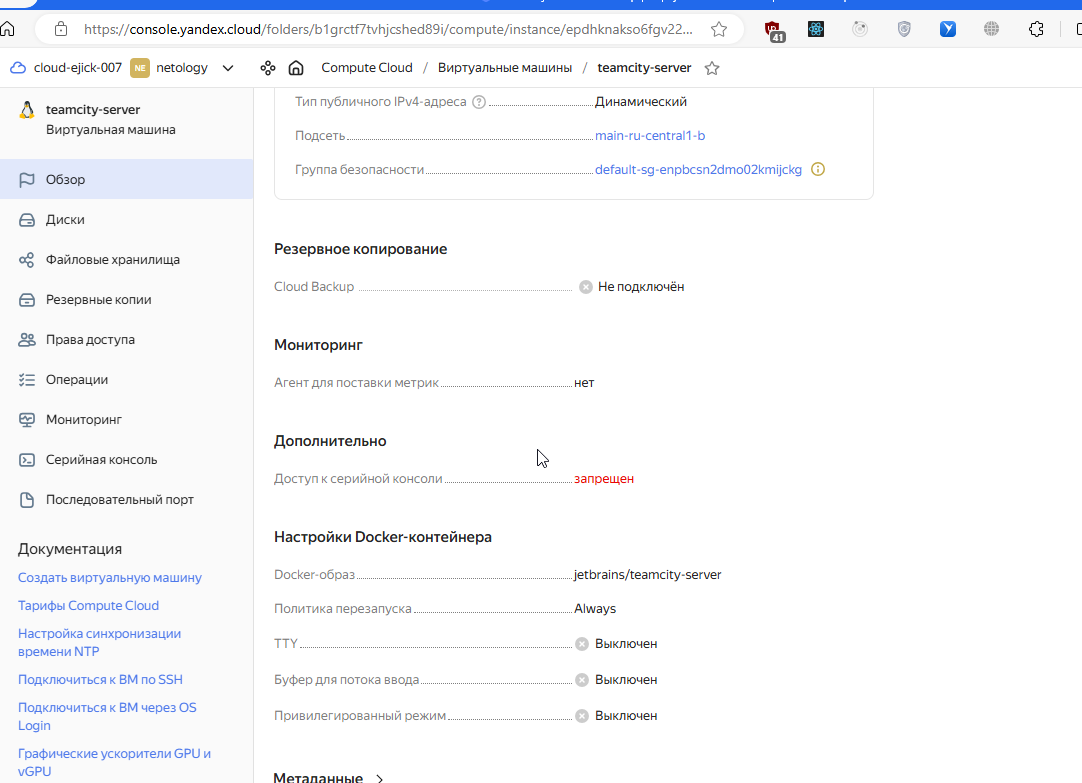 https://console.yandex.cloud/folders/b1grctf7tvhjcshed89i/compute/instance/epdhknakso6fgv22...
41
cloud-ejick-007 NE netology Compute Cloud / Виртуальные машины / teamcity-server
teamcity-server
Виртуальная машина
Обзор
Диски
Файловые хранилища
Резервные копии
Права доступа
Операции
Мониторинг
Серийная консоль
Последовательный порт
Документация
Создать виртуальную машину
Тарифы Compute Cloud
Настройка синхронизации
времени NTP
Подключиться к ВМ по SSH
Подключиться к ВМ через OS
Login
Графические ускорители GPU и
vGPU
Тип публичного IPv4-адреса ? Динамический
Подсеть main-ru-central1-b
Группа безопасности default-sg-enpbcsn2dmo02kmijckg
Резервное копирование
Cloud Backup Не подключён
Мониторинг
Агент для поставки метрик нет
Дополнительно
Доступ к серийной консоли запрещен
Настройки Docker-контейнера
Docker-образ jetbrains/teamcity-server
Политика перезапуска Always
TTY Выключен
Буфер для потока ввода Выключен
Привилегированный режим Выключен
Метаданные